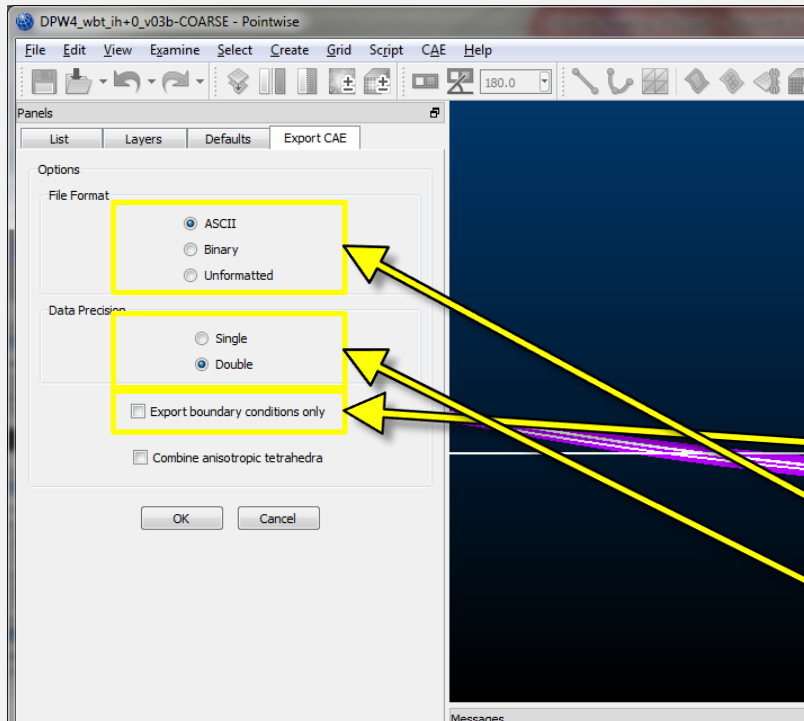 DPW4_wbt_ih+0_v03b-COARSE - Pointwise
File Edit View Examine Select Create Grid Script CAE Help
180.0
Panels
List Layers Defaults Export CAE
Options
File Format
ASCII
Binary
Unformatted
Data Precision
Single
Double
Export boundary conditions only
Combine anisotropic tetrahedra
OK Cancel
Messages